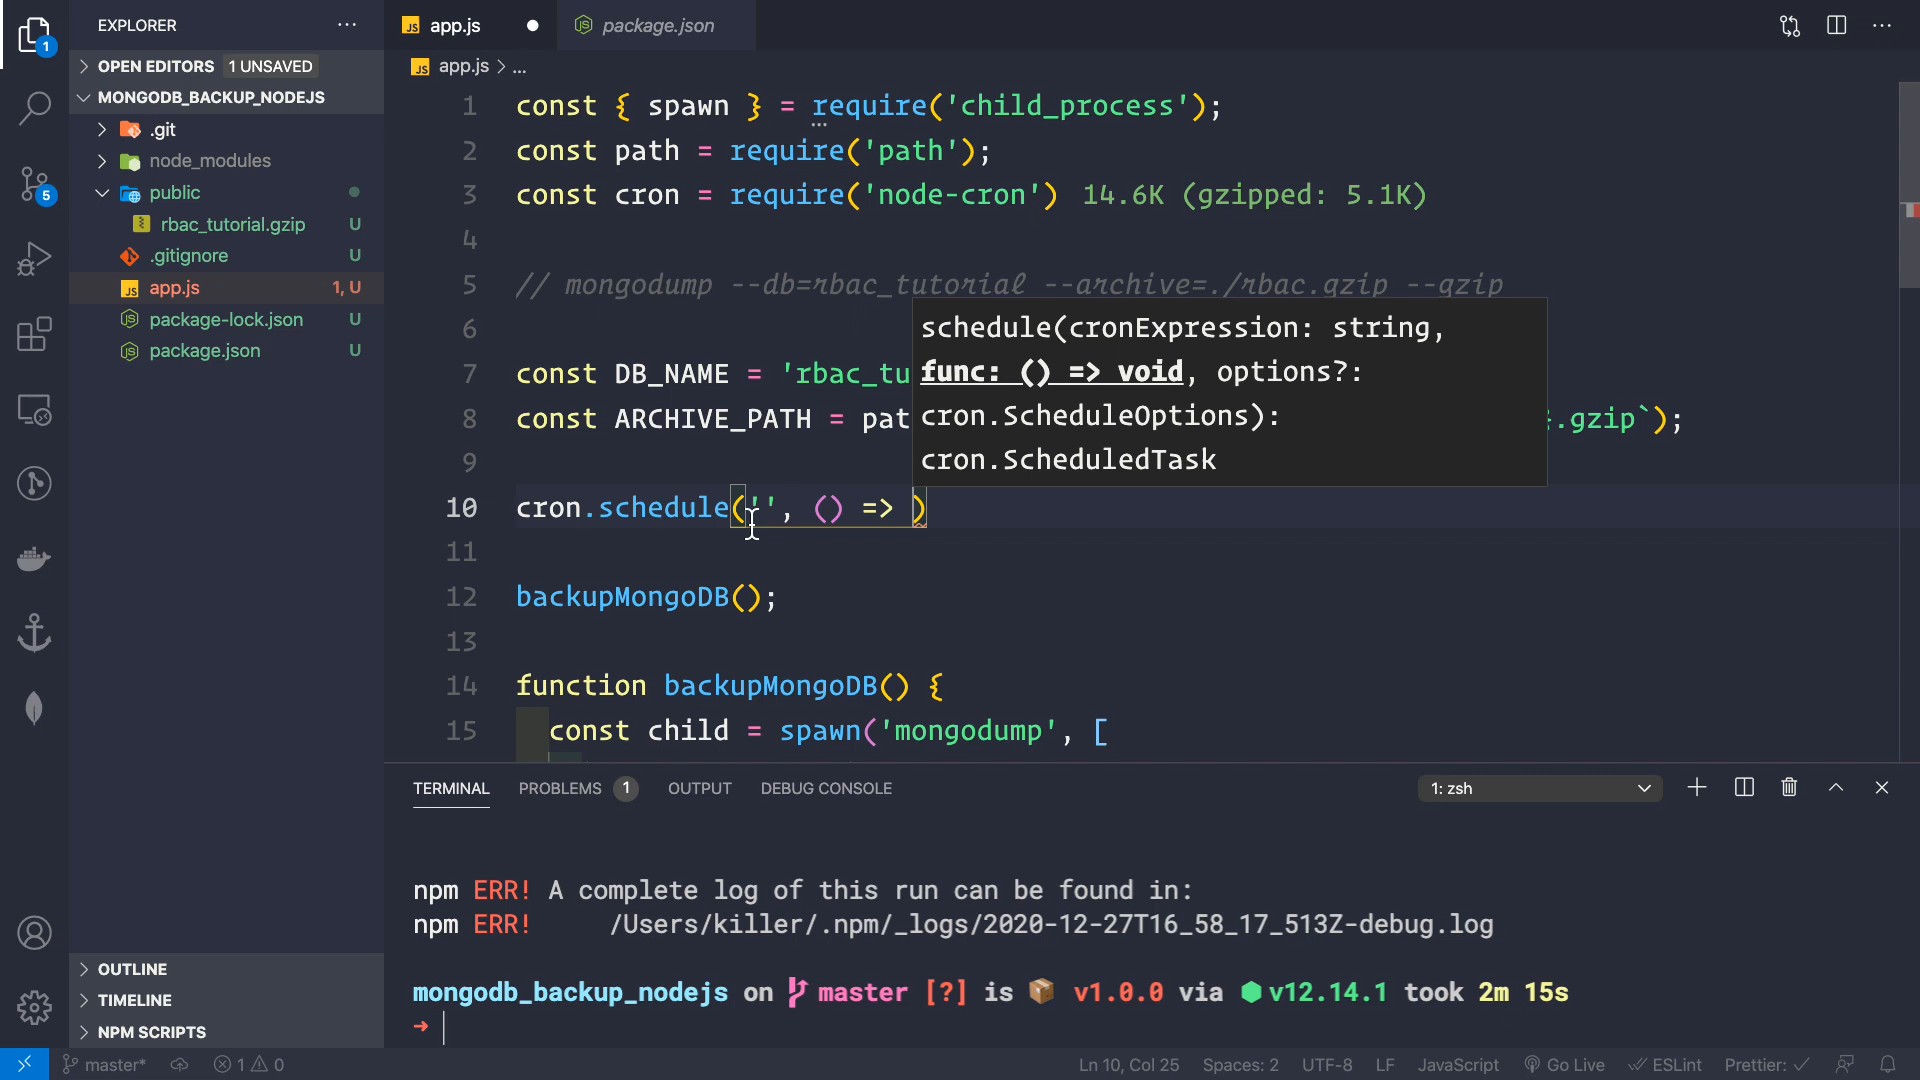 EXPLORER
OPEN EDITORS 1 UNSAVED
MONGODB_BACKUP_NODEJS
.git
node_modules
public
rbac_tutorial.gzip U
.gitignore U
app.js 1, U
package-lock.json U
package.json U
OUTLINE
TIMELINE
NPM SCRIPTS
1
5
app.js
package.json
JS app.js > ...
1 const { spawn } = require('child_process');
2 const path = require('path');
3 const cron = require('node-cron') 14.6K (gzipped: 5.1K)
4
5 // mongodump --db=rbac_tutorial --archive=./rbac.gzip --gzip
6
7 const DB_NAME = 'rbac_tu
8 const ARCHIVE_PATH = pat .gzip`);
9
schedule(cronExpression: string,
func: () => void, options?:
cron.ScheduleOptions):
cron.ScheduledTask
10 cron.schedule('', () => )
11
12 backupMongoDB();
13
14 function backupMongoDB() {
15 const child = spawn('mongodump', [
TERMINAL PROBLEMS 1 OUTPUT DEBUG CONSOLE 1: zsh
npm ERR! A complete log of this run can be found in:
npm ERR! /Users/killer/.npm/_logs/2020-12-27T16_58_17_513Z-debug.log
mongodb_backup_nodejs on master [?] is 📦 v1.0.0 via ⬢v12.14.1 took 2m 15s
➜
master* 1 0 Ln 10, Col 25 Spaces: 2 UTF-8 LF JavaScript Go Live ESLint Prettier: ✓